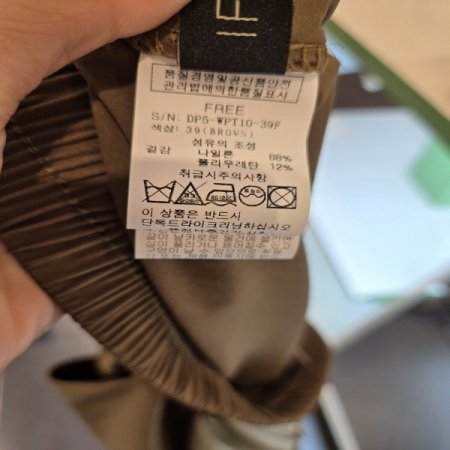 IF
품질경영및공산품안전
관리법에의한품질표시
FREE
S/N: DPS-WPT10-39F
색상: 39(BROWN)
섬유의 조성
겉감 나일론 88%
폴리우레탄 12%
취급시주의사항
이 상품은 반드시
단독드라이크리닝하십시오